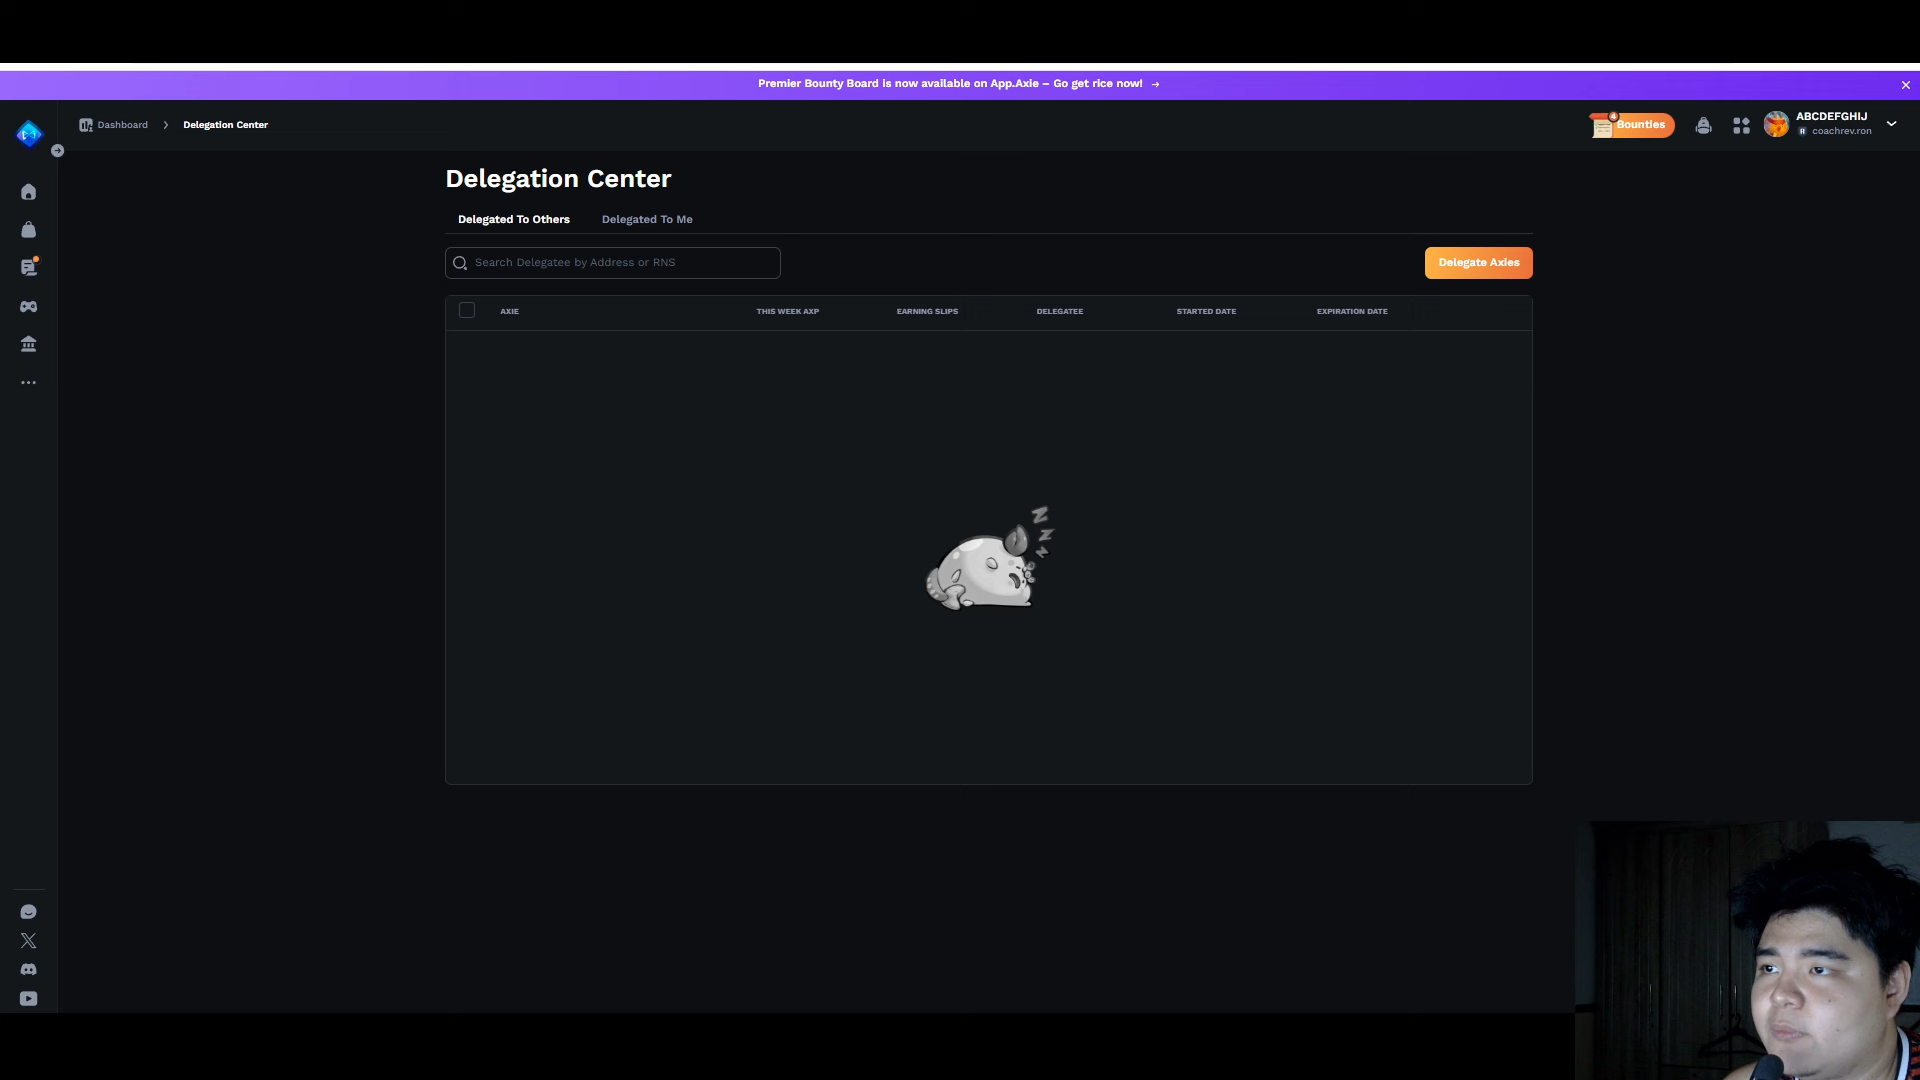 Premier Bounty Board is now available on App.Axie – Go get rice now! →
Dashboard > Delegation Center
4
Bounties
ABCDEFGHIJ
coachrev.ron
Delegation Center
Delegated To Others Delegated To Me
Search Delegatee by Address or RNS
Delegate Axies
AXIE THIS WEEK AXP EARNING SLIPS DELEGATEE STARTED DATE EXPIRATION DATE
Z
Z
Z